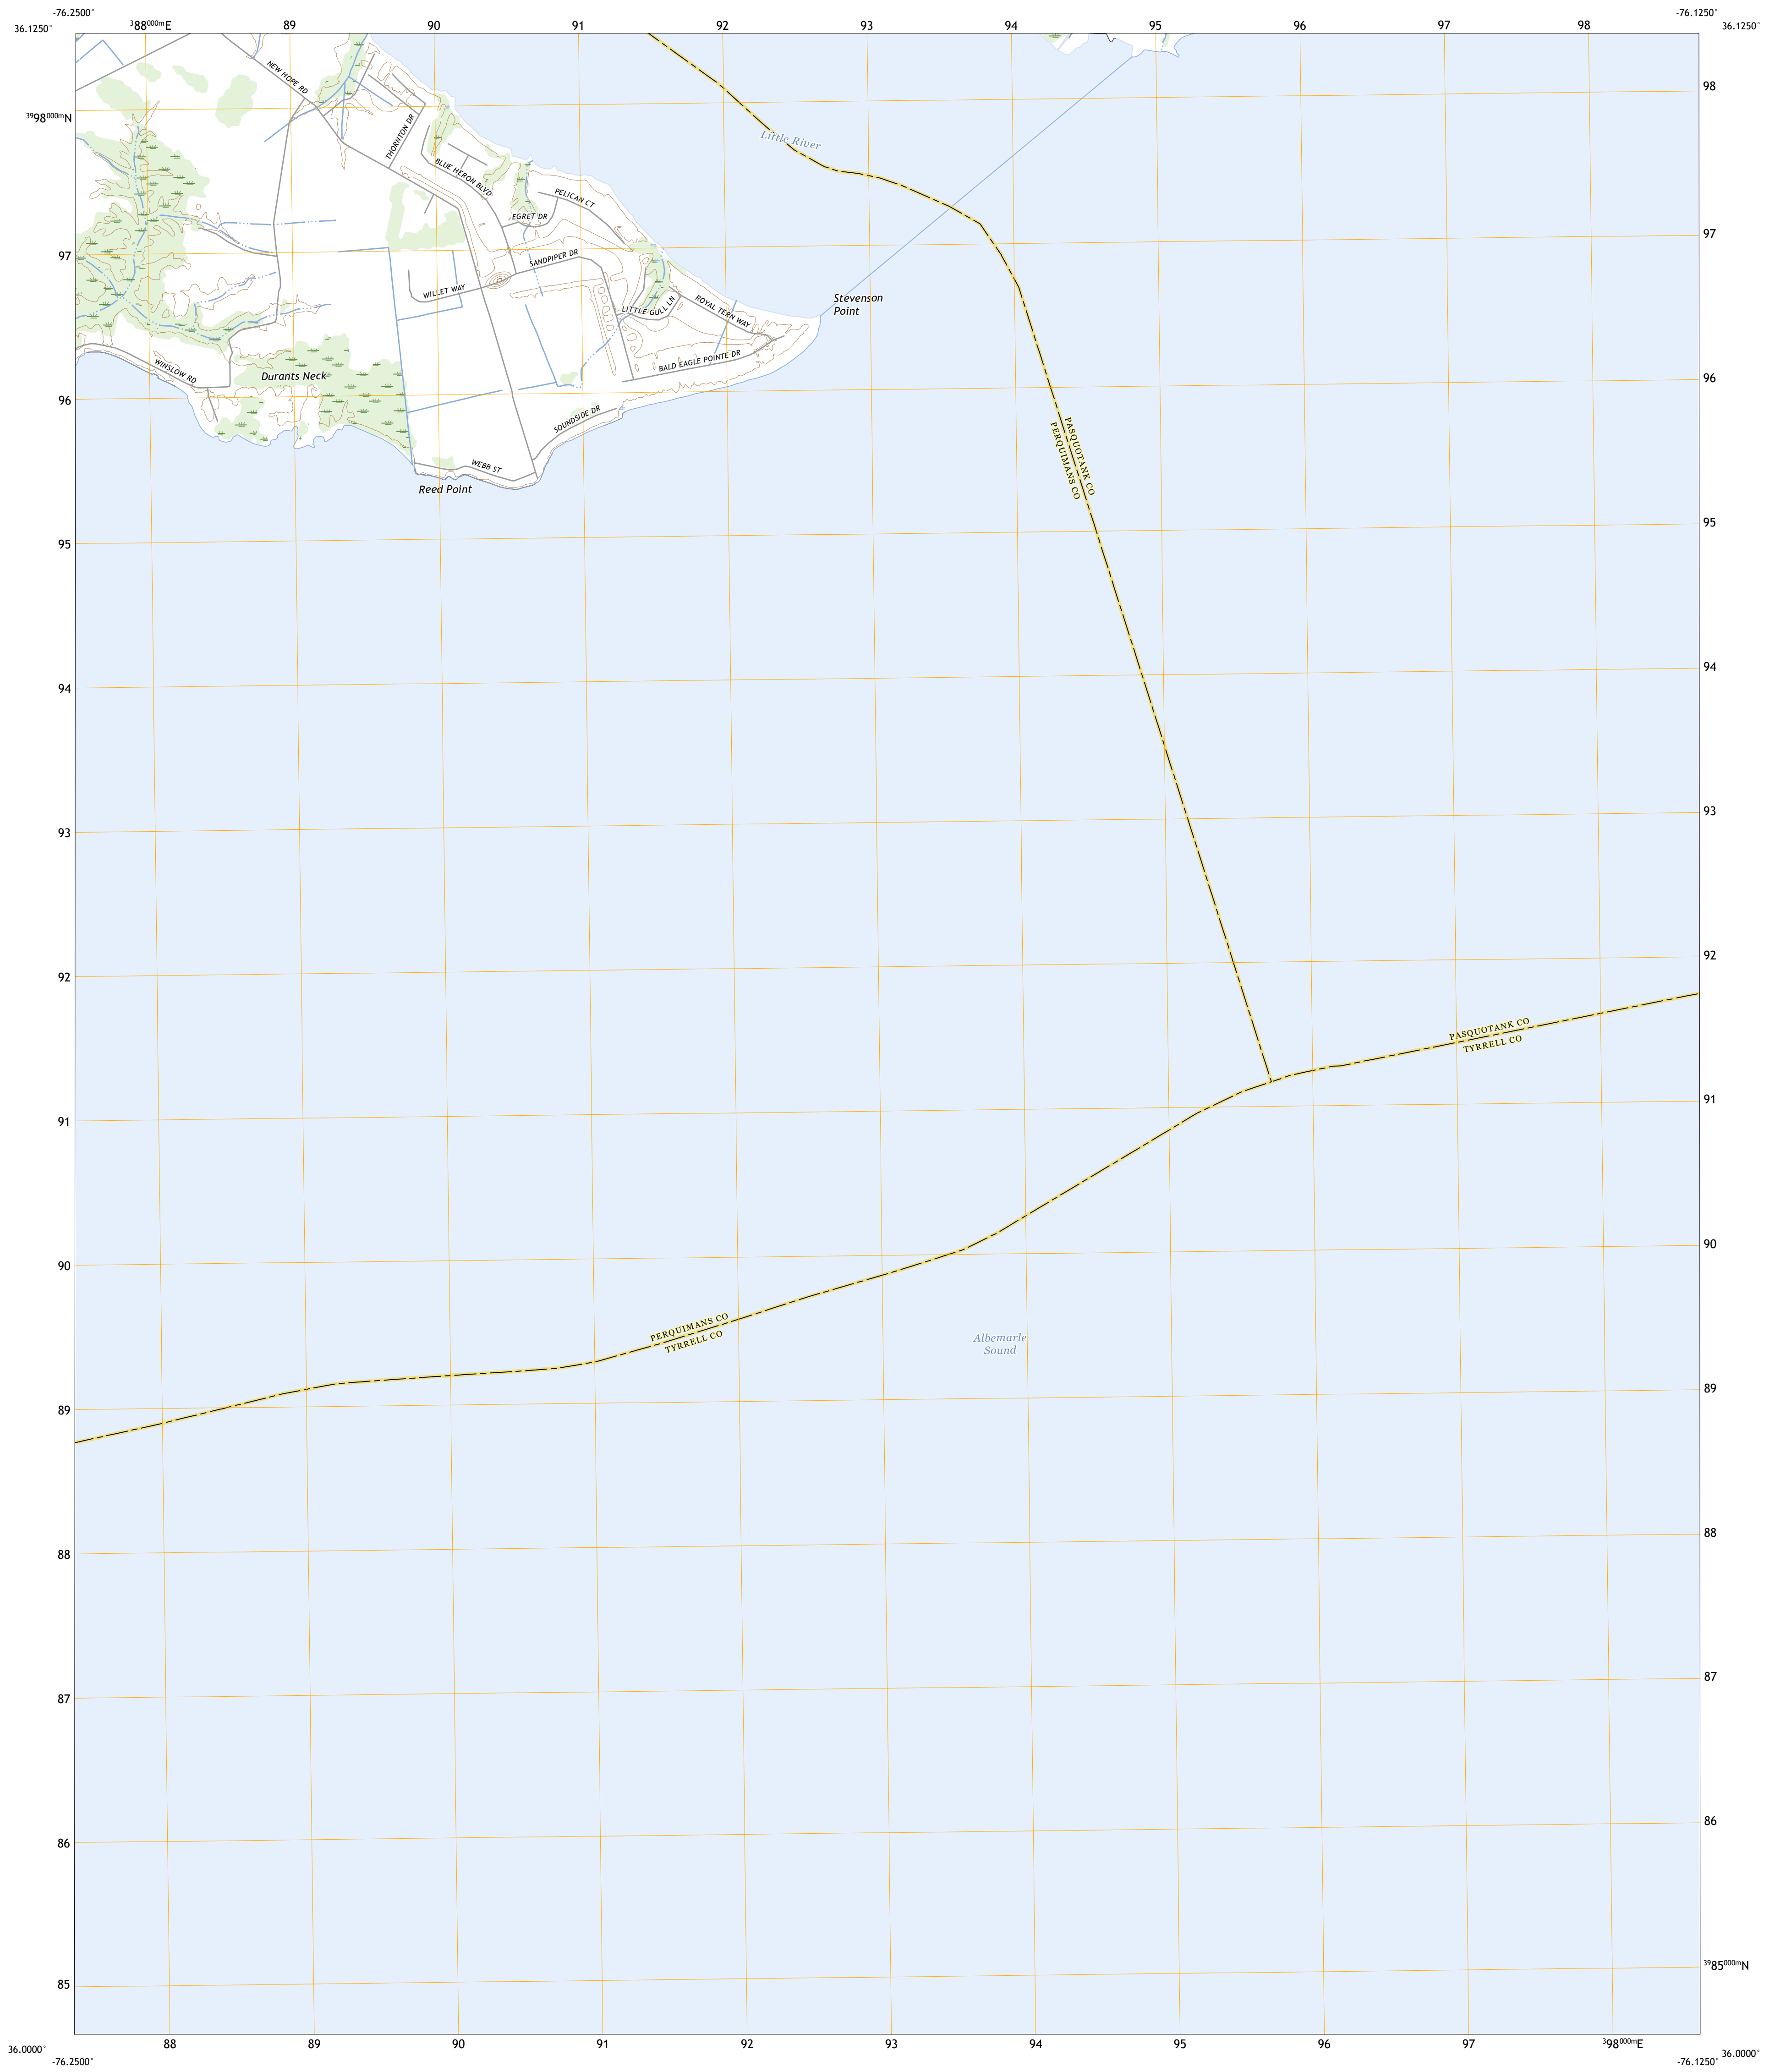 -76.2500°
-76.1250°
36.1250°
³88⁰⁰⁰ᵐE
89
90
91
92
93
94
95
96
97
98
36.1250°
98
³⁹98⁰⁰⁰ᵐN
NEW HOPE RD
THORNTON DR
BLUE HERON BLVD
PELICAN CT
EGRET DR
Little River
97
97
SANDPIPER DR
WILLET WAY
LITTLE GULL LN
ROYAL TERN WAY
Stevenson
Point
BALD EAGLE POINTE DR
WINSLOW RD
Durants Neck
96
96
SOUNDSIDE DR
WEBB ST
Reed Point
PASQUOTANK CO
PERQUIMANS CO
95
95
94
94
93
93
92
92
PASQUOTANK CO
TYRRELL CO
91
91
90
90
PERQUIMANS CO
TYRRELL CO
Albemarle
Sound
89
89
88
88
87
87
86
86
85
³⁹85⁰⁰⁰ᵐN
36.0000°
88
89
90
91
92
93
94
95
96
97
³98⁰⁰⁰ᵐE
36.0000°
-76.2500°
-76.1250°